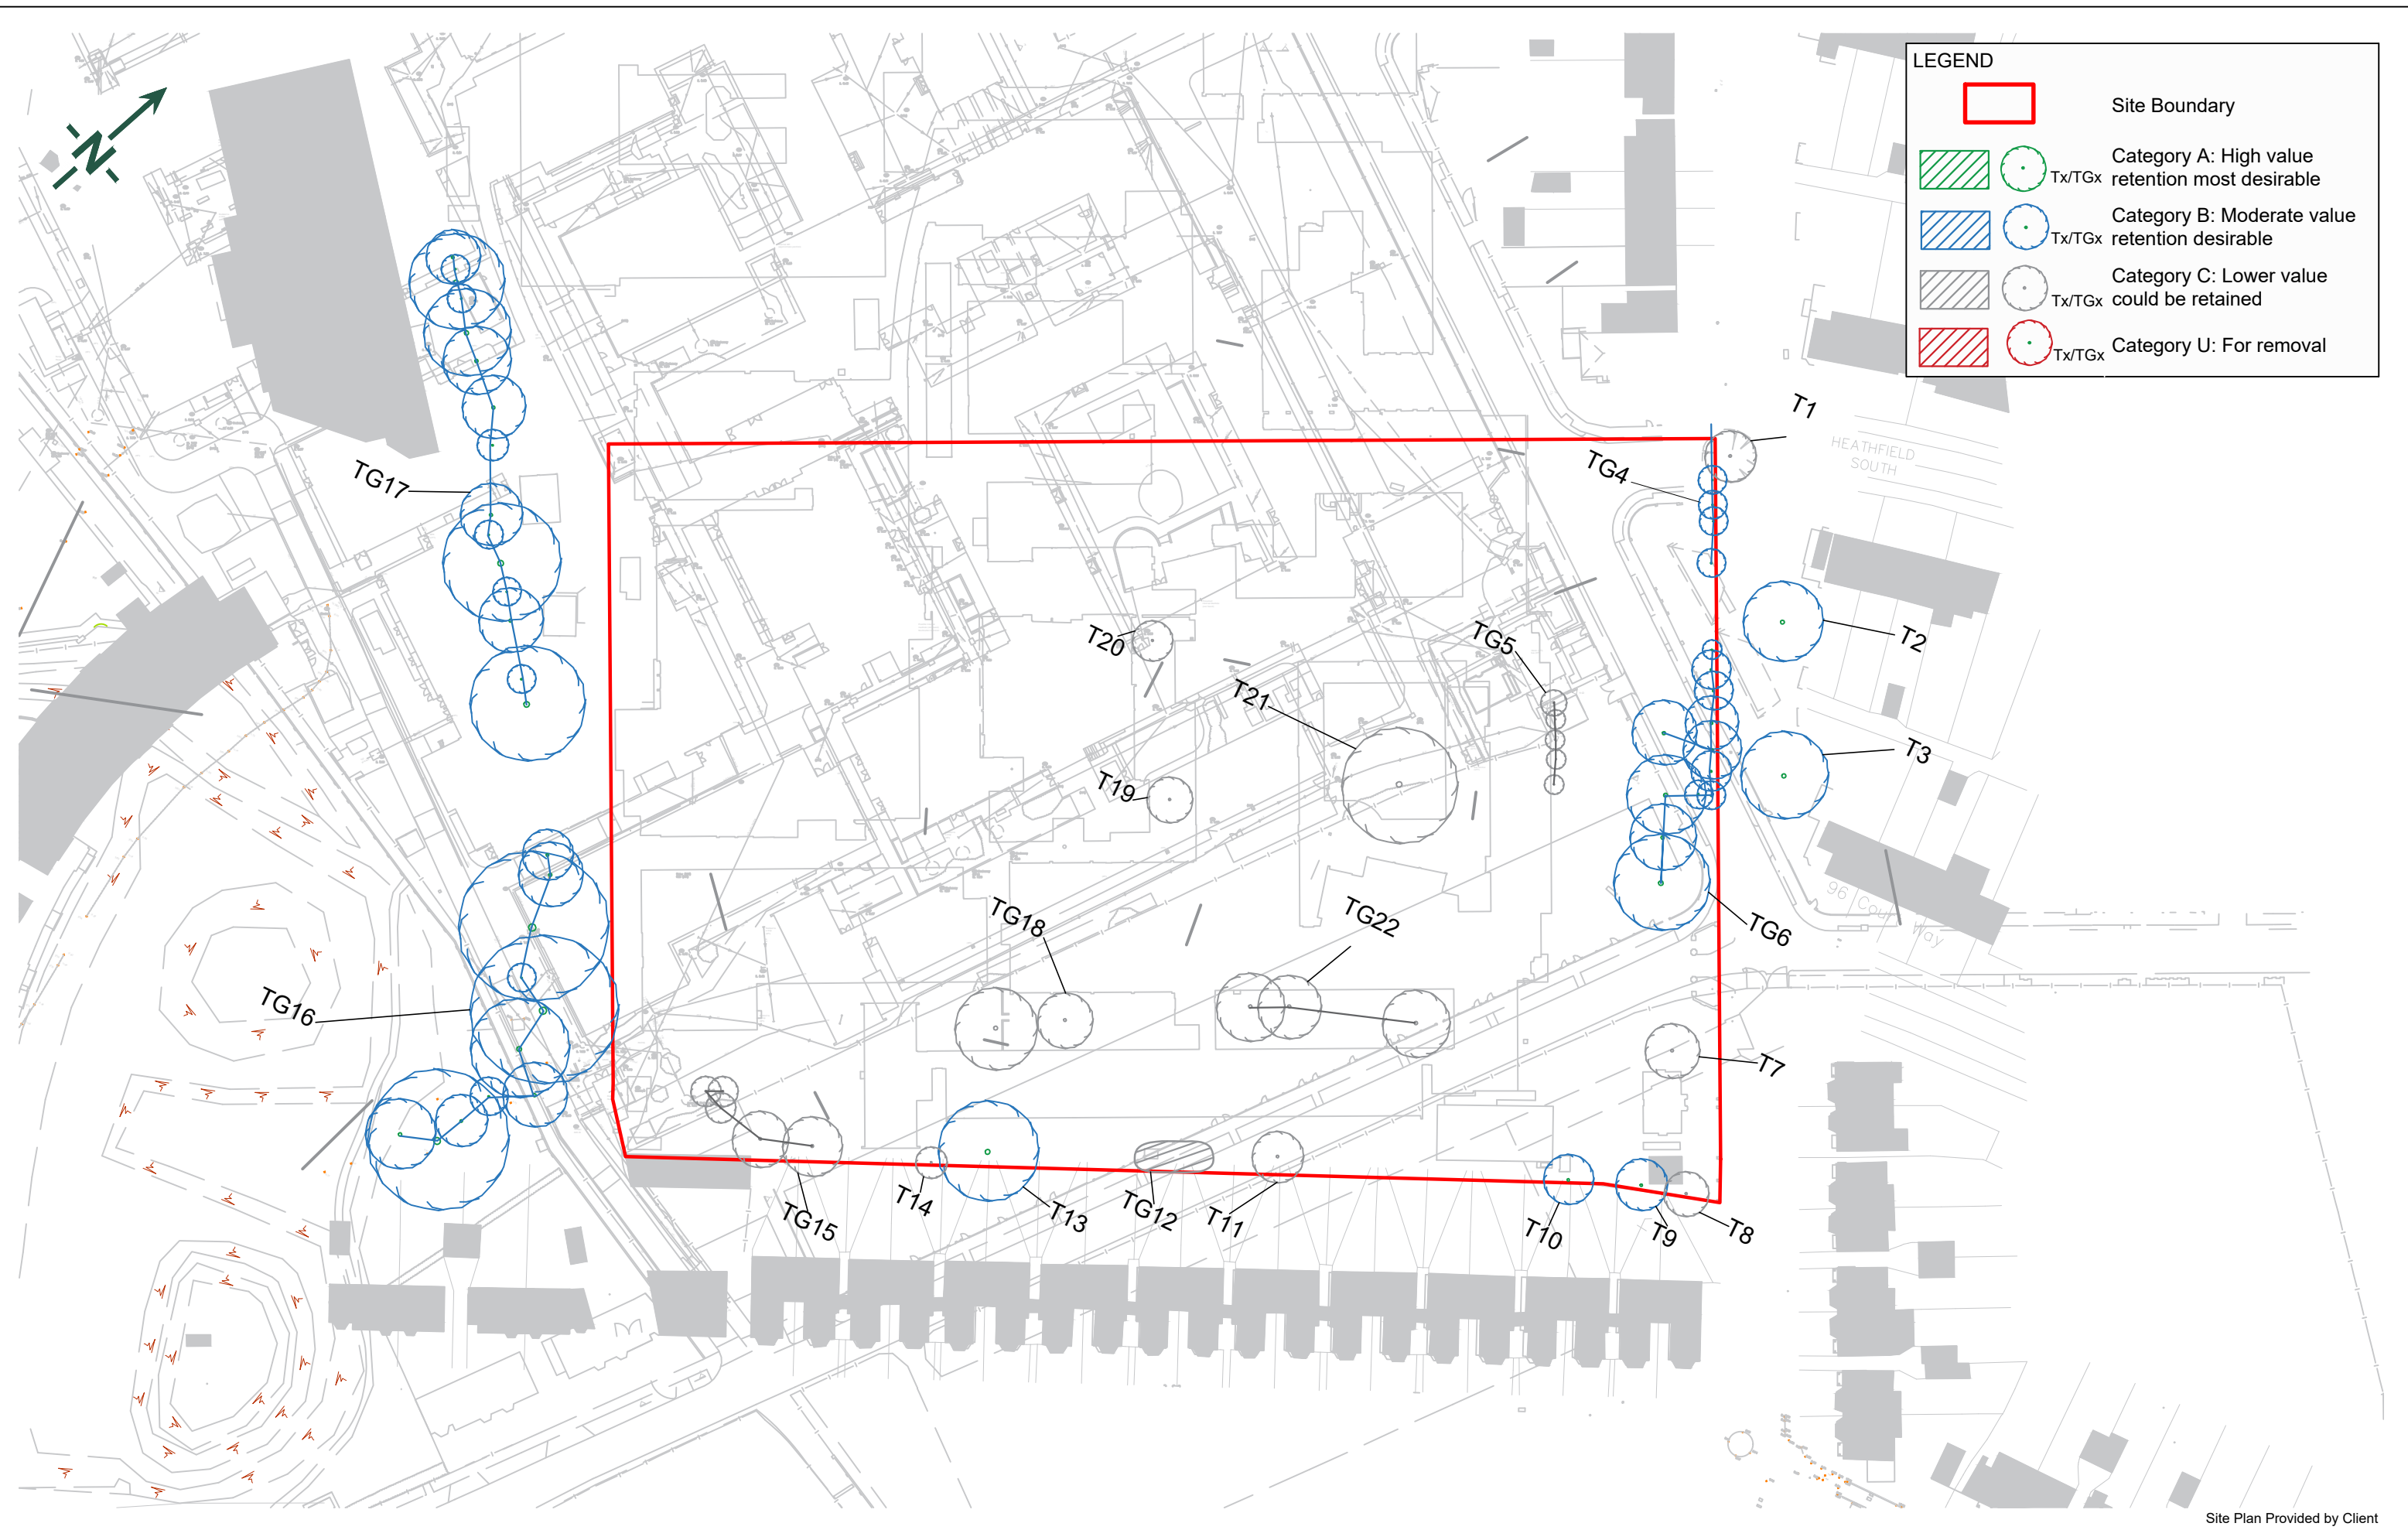 N
LEGEND
Site Boundary
Tx/TGx
Category A: High value
retention most desirable
Tx/TGx
Category B: Moderate value
retention desirable
Tx/TGx
Category C: Lower value
could be retained
Tx/TGx
Category U: For removal
T1
HEATHFIELD
SOUTH
TG4
TG17
T20
TG5
T2
T21
T3
T19
TG18
TG22
96
Way
TG6
TG16
T7
T14
TG15
T13
TG12
T11
T10
T9
T8
Site Plan Provided by Client